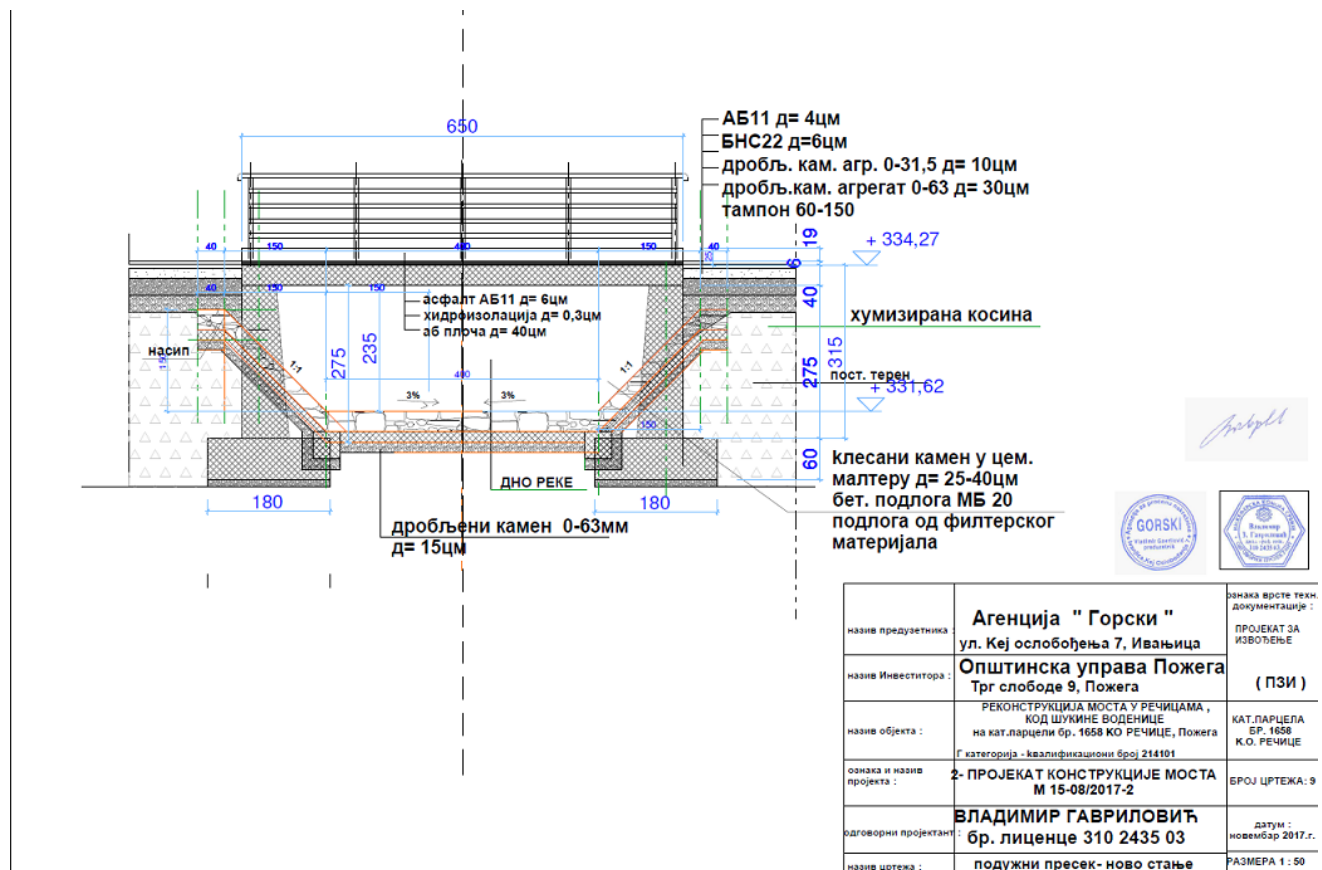 650
АБ11 д= 4цм
БНС22 д=6цм
дробљ. кам. агр. 0-31,5 д= 10цм
дробљ.кам. агрегат 0-63 д= 30цм
тампон 60-150
40
150
400
150
40
25
19
6
+ 334,27
40
150
150
асфалт АБ11 д= 6цм
хидроизолација д= 0,3цм
аб плоча д= 40цм
40
хумизирана косина
насип
150
1:1
275
235
400
1:1
275
315
пост. терен
+ 331,62
3%
3%
150
60
ДНО РЕКЕ
180
180
дробљени камен 0-63мм
д= 15цм
клесани камен у цем.
малтеру д= 25-40цм
бет. подлога МБ 20
подлога од филтерског
материјала
GORSKI
назив предузетника :
Агенција " Горски "
ул. Кеј ослобођења 7, Ивањица
ознака врсте техн.
документације :
ПРОЈЕКАТ ЗА
ИЗВОЂЕЊЕ
( ПЗИ )
назив Инвеститора :
Општинска управа Пожега
Трг слободе 9, Пожега
назив објекта :
РЕКОНСТРУКЦИЈА МОСТА У РЕЧИЦАМА ,
КОД ШУКИНЕ ВОДЕНИЦЕ
на кат.парцели бр. 1658 КО РЕЧИЦЕ, Пожега
Г категорија - квалификациони број 214101
КАТ.ПАРЦЕЛА
БР. 1658
К.О. РЕЧИЦЕ
ознака и назив
пројекта :
2- ПРОЈЕКАТ КОНСТРУКЦИЈЕ МОСТА
М 15-08/2017-2
БРОЈ ЦРТЕЖА: 9
одговорни пројектант :
ВЛАДИМИР ГАВРИЛОВИЋ
бр. лиценце 310 2435 03
датум :
новембар 2017.г.
назив цртежа :
подужни пресек- ново стање
РАЗМЕРА 1 : 50